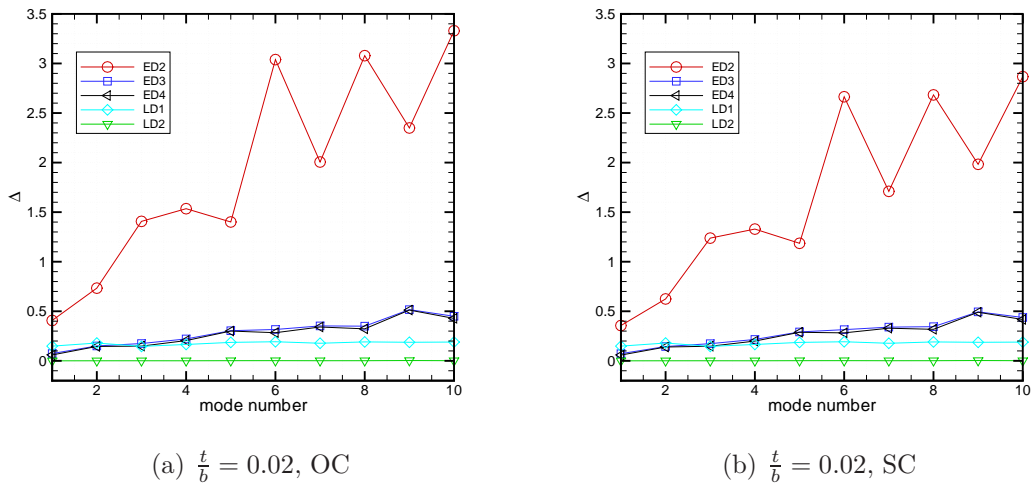 3.5
3
2.5
2
1.5
1
0.5
0
Δ
ED2
ED3
ED4
LD1
LD2
2 4 6 8 10
mode number
(a) t/b = 0.02, OC
3.5
3
2.5
2
1.5
1
0.5
0
Δ
ED2
ED3
ED4
LD1
LD2
2 4 6 8 10
mode number
(b) t/b = 0.02, SC